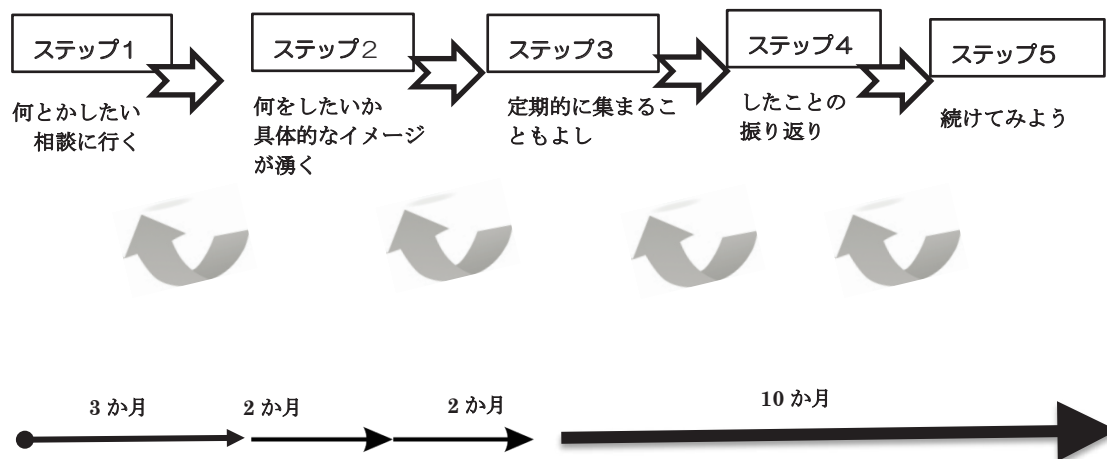 ステップ1
ステップ2
ステップ3
ステップ4
ステップ5
何とかしたい
相談に行く
何をしたいか
具体的なイメージ
が湧く
定期的に集まるこ
ともよし
したことの
振り返り
続けてみよう
3 か月
2 か月
2 か月
10 か月